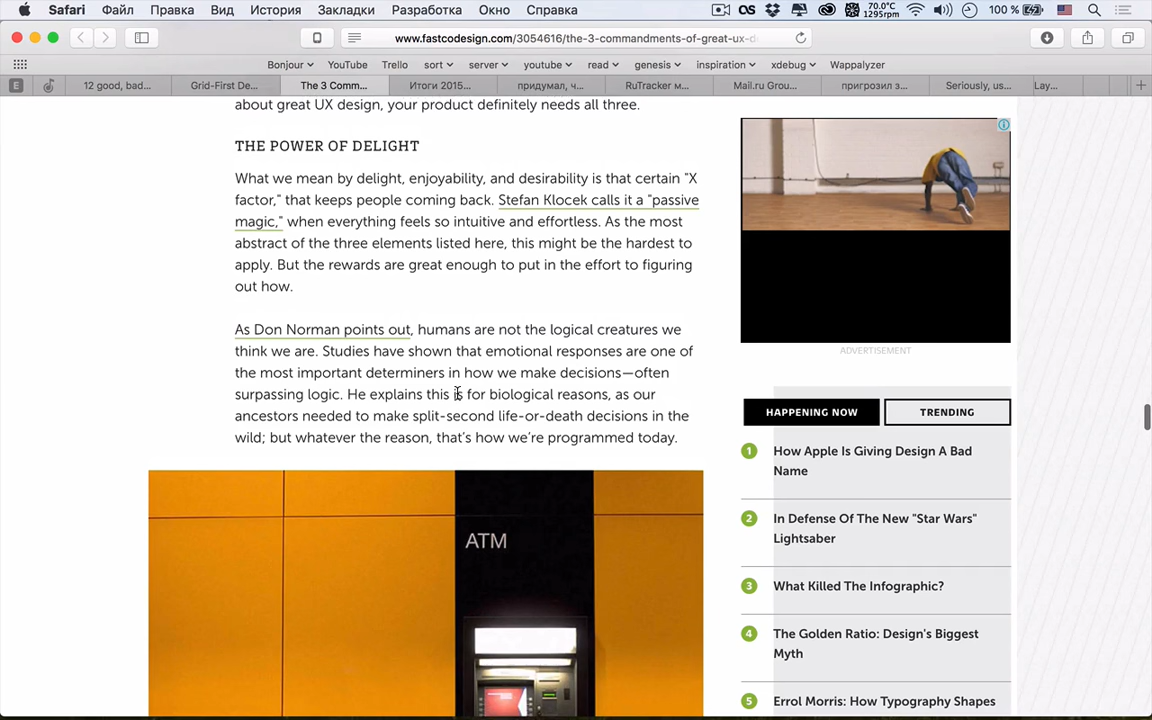 Safari Файл Правка Вид История Закладки Разработка Окно Справка 70.0°C 1295rpm 100 %
www.fastcodesign.com/3054616/the-3-commandments-of-great-ux-d
Bonjour YouTube Trello sort server youtube read genesis inspiration xdebug Wappalyzer
E 12 good, bad... Grid-First De... The 3 Comm... Итоги 2015... придумал, ч... RuTracker м... Mail.ru Grou... пригрозил з... Seriously, us... Lay...
about great UX design, your product definitely needs all three.
THE POWER OF DELIGHT
What we mean by delight, enjoyability, and desirability is that certain "X
factor," that keeps people coming back. Stefan Klocek calls it a "passive
magic," when everything feels so intuitive and effortless. As the most
abstract of the three elements listed here, this might be the hardest to
apply. But the rewards are great enough to put in the effort to figuring
out how.
As Don Norman points out, humans are not the logical creatures we
think we are. Studies have shown that emotional responses are one of
the most important determiners in how we make decisions—often
surpassing logic. He explains this is for biological reasons, as our
ancestors needed to make split-second life-or-death decisions in the
wild; but whatever the reason, that's how we're programmed today.
ATM
ADVERTISEMENT
HAPPENING NOW TRENDING
1 How Apple Is Giving Design A Bad
Name
2 In Defense Of The New "Star Wars"
Lightsaber
3 What Killed The Infographic?
4 The Golden Ratio: Design's Biggest
Myth
5 Errol Morris: How Typography Shapes